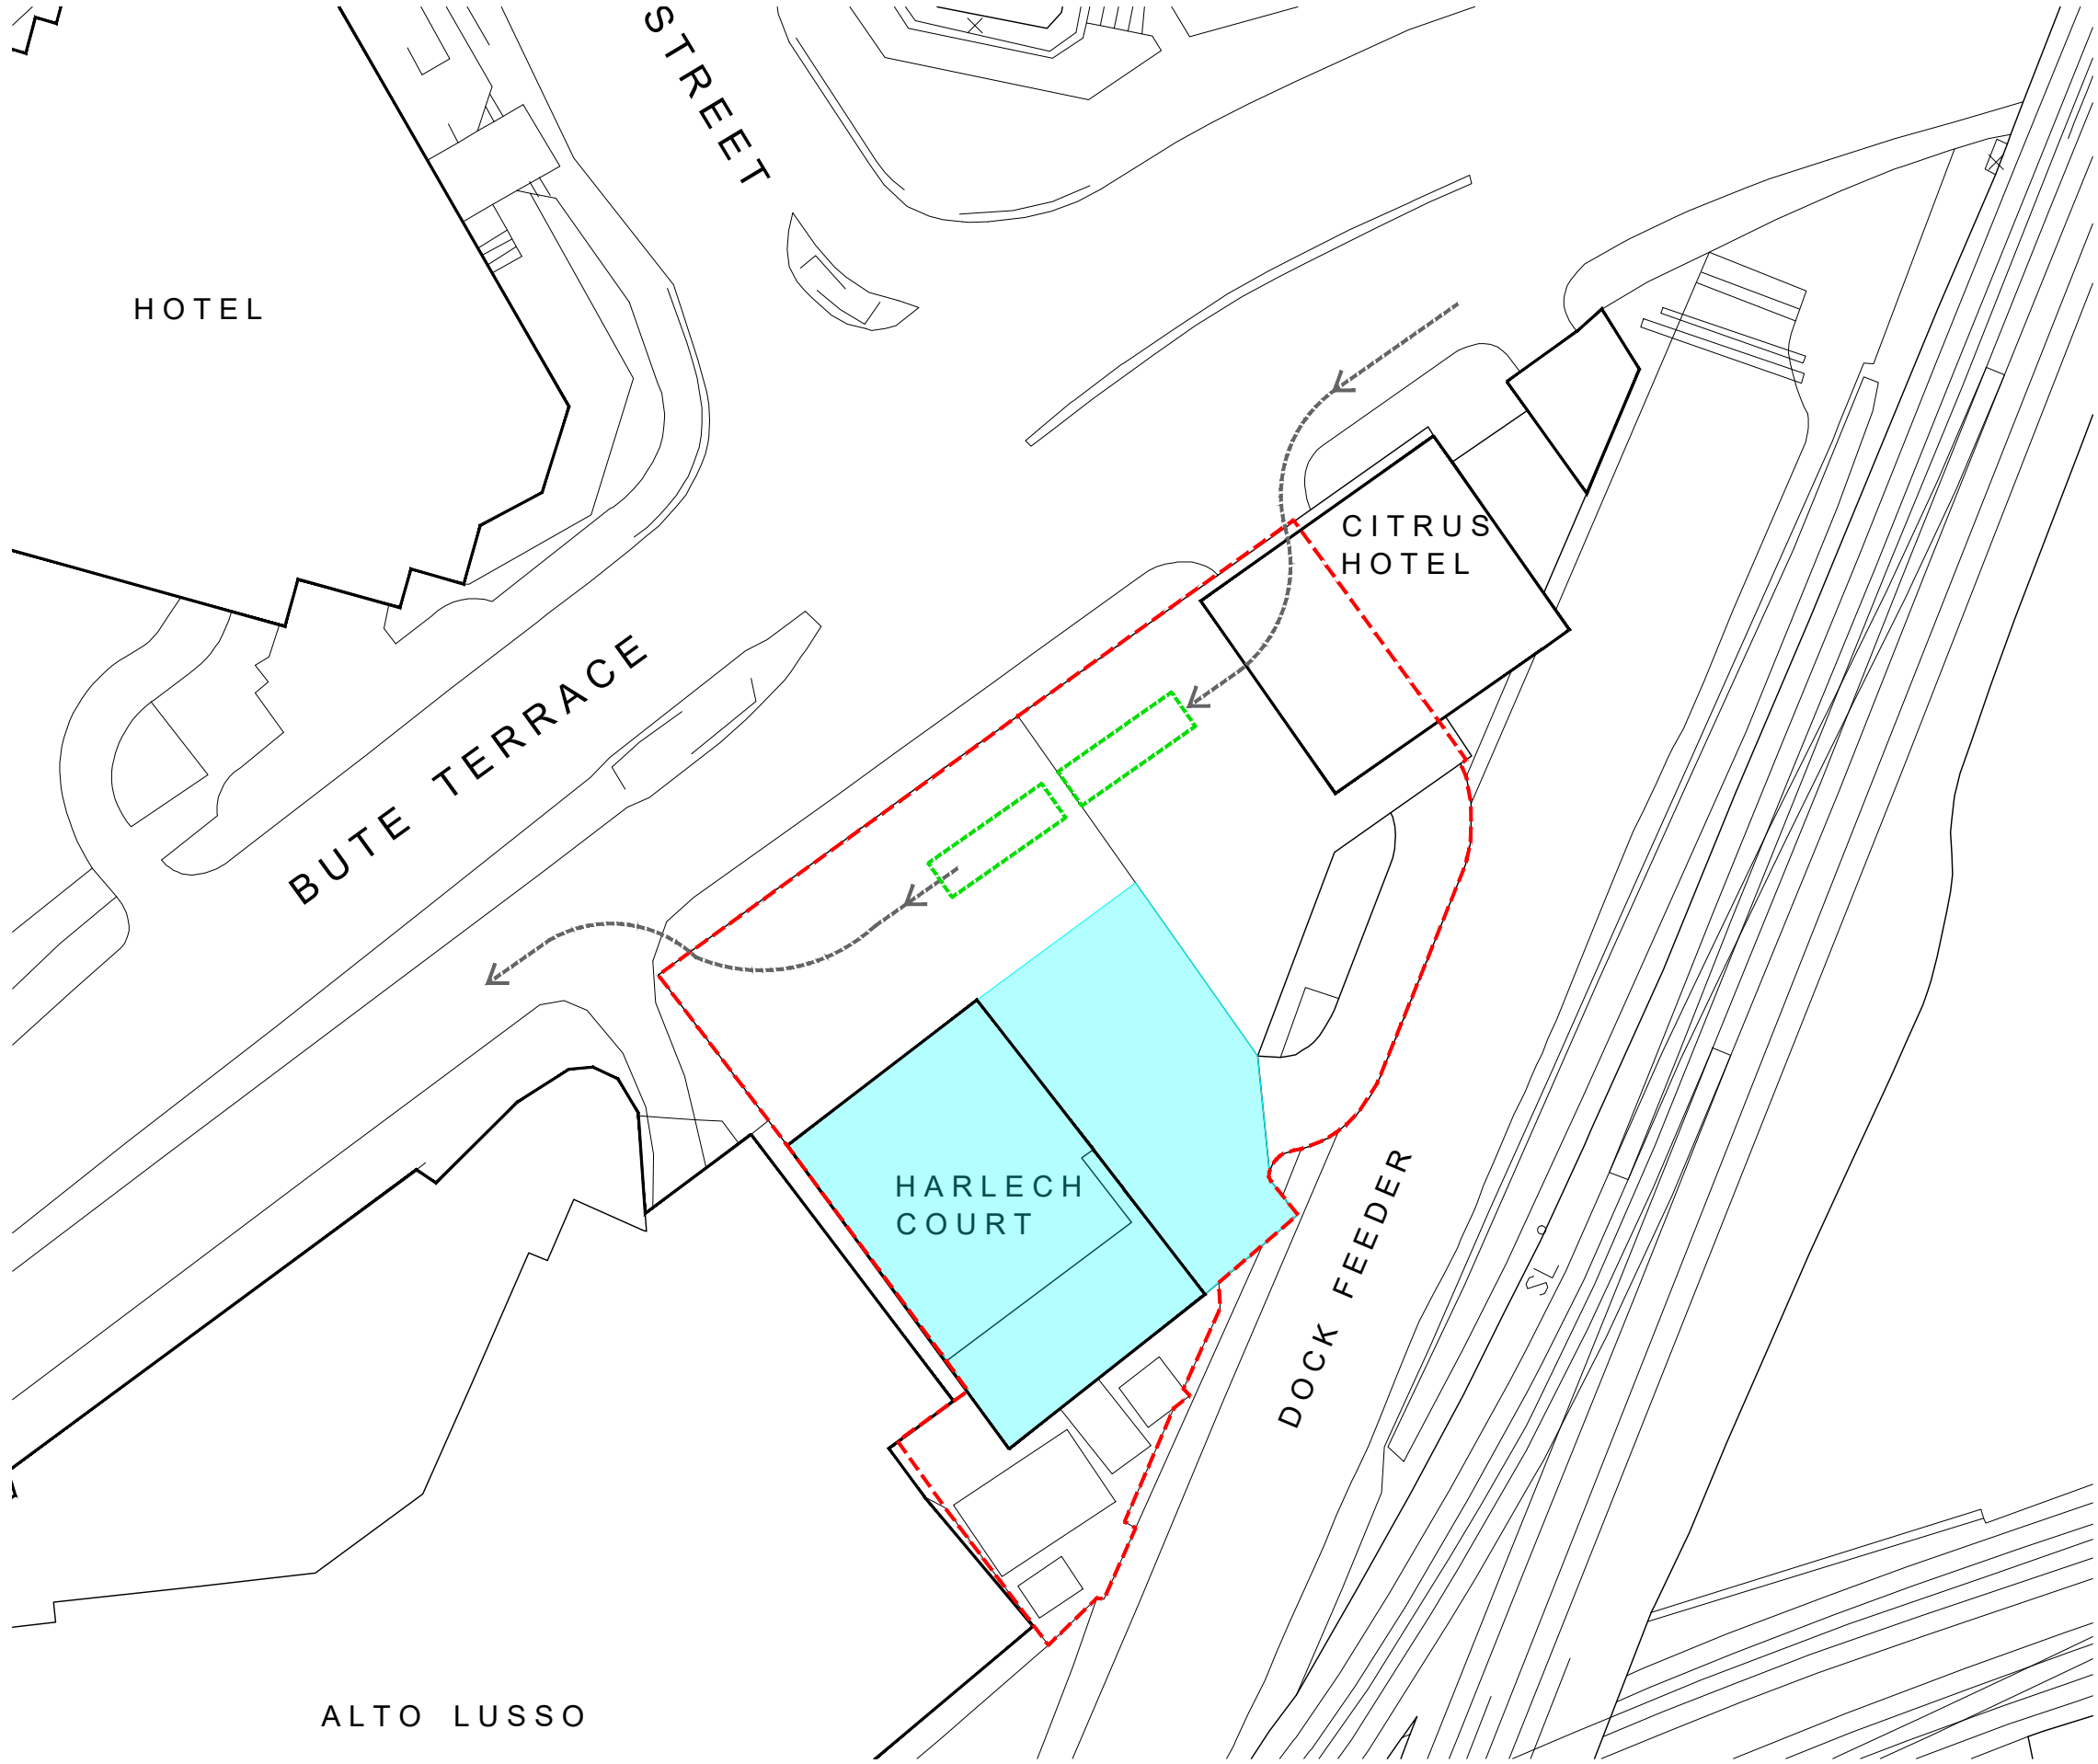 STREET
HOTEL
CITRUS
HOTEL
BUTE TERRACE
HARLECH
COURT
DOCK FEEDER
SL
ALTO LUSSO